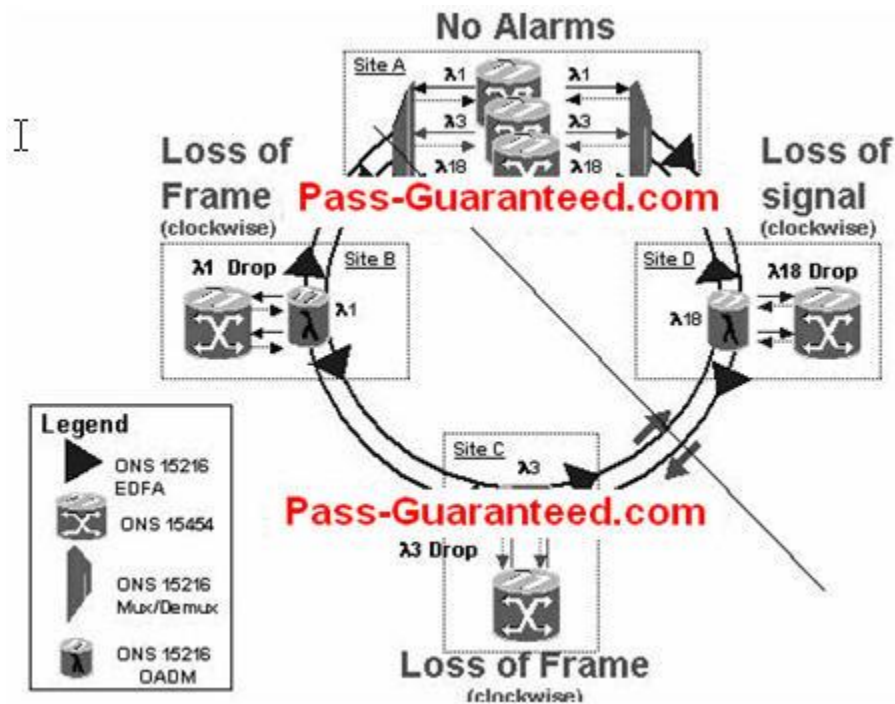 No Alarms
Site A
λ1
λ1
λ3
λ3
λ18
λ18
Loss of
Frame
(clockwise)
Loss of
signal
(clockwise)
Pass-Guaranteed.com
λ1 Drop
Site B
λ1
Site D
λ18 Drop
λ18
Legend
ONS 15216
EDFA
ONS 15454
ONS 15216
Mux/Demux
ONS 15216
OADM
Site C
λ3
Pass-Guaranteed.com
λ3 Drop
Loss of Frame
(clockwise)